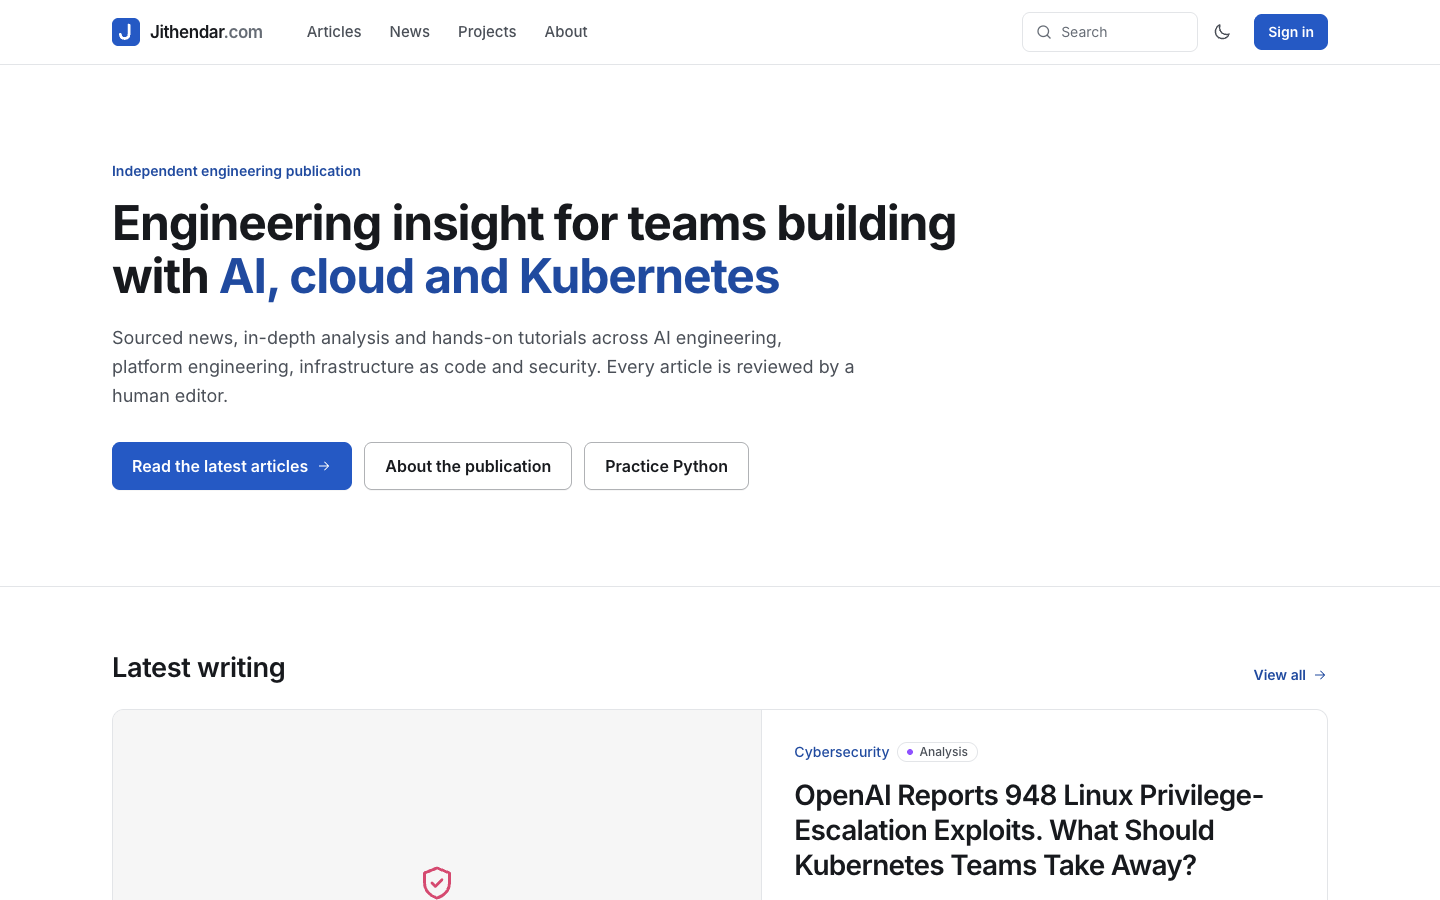 Jithendar.com
Articles
News
Projects
About
Search
Sign in
Independent engineering publication
Engineering insight for teams building
with AI, cloud and Kubernetes
Sourced news, in-depth analysis and hands-on tutorials across AI engineering,
platform engineering, infrastructure as code and security. Every article is reviewed by a
human editor.
Read the latest articles →
About the publication
Practice Python
Latest writing
View all →
Cybersecurity
Analysis
OpenAI Reports 948 Linux Privilege-
Escalation Exploits. What Should
Kubernetes Teams Take Away?